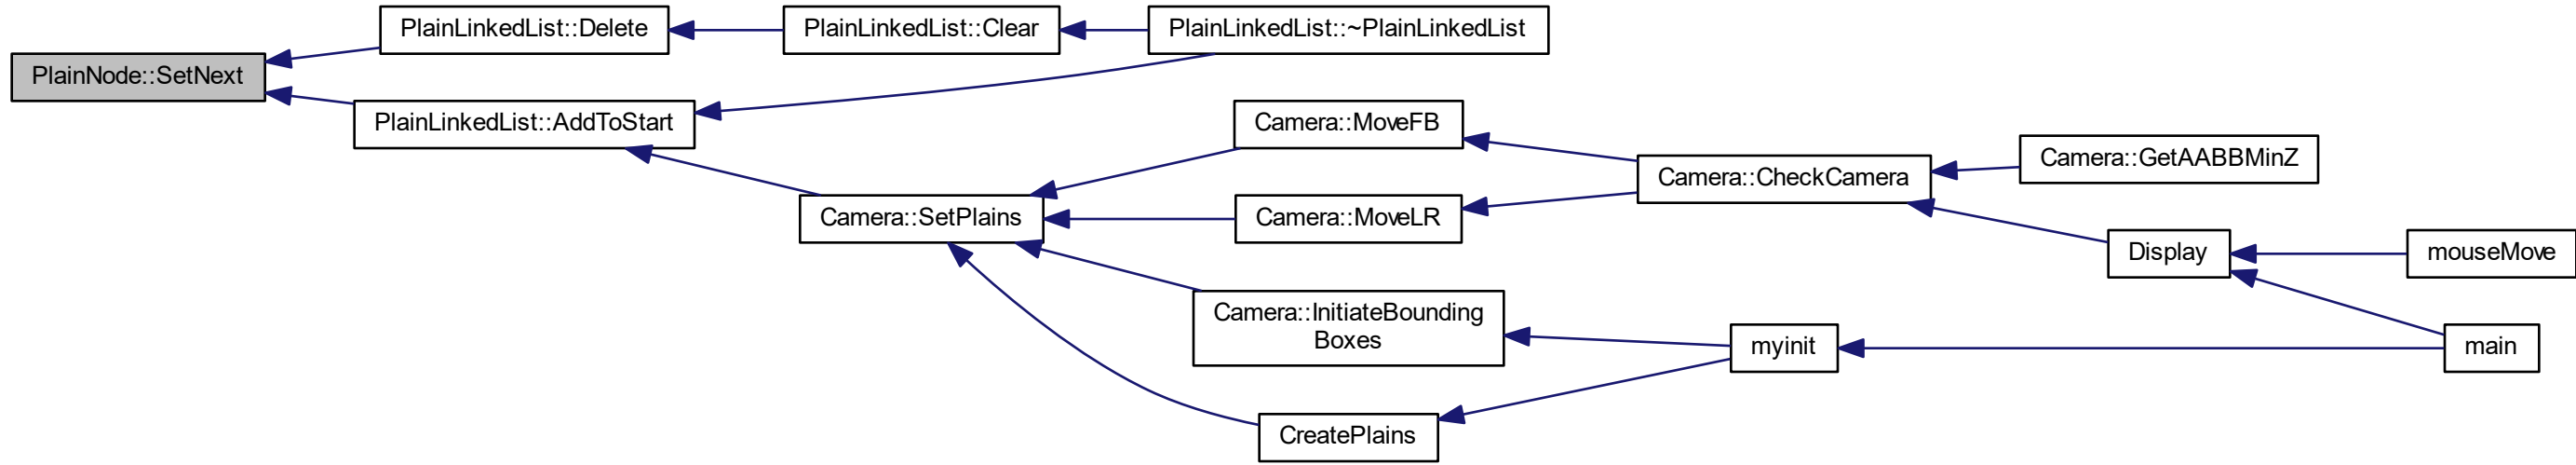 PlainNode::SetNext
PlainLinkedList::Delete
PlainLinkedList::Clear
PlainLinkedList::~PlainLinkedList
PlainLinkedList::AddToStart
Camera::SetPlains
Camera::MoveFB
Camera::MoveLR
Camera::InitiateBounding
Boxes
CreatePlains
Camera::CheckCamera
myinit
Camera::GetAABBMinZ
Display
mouseMove
main